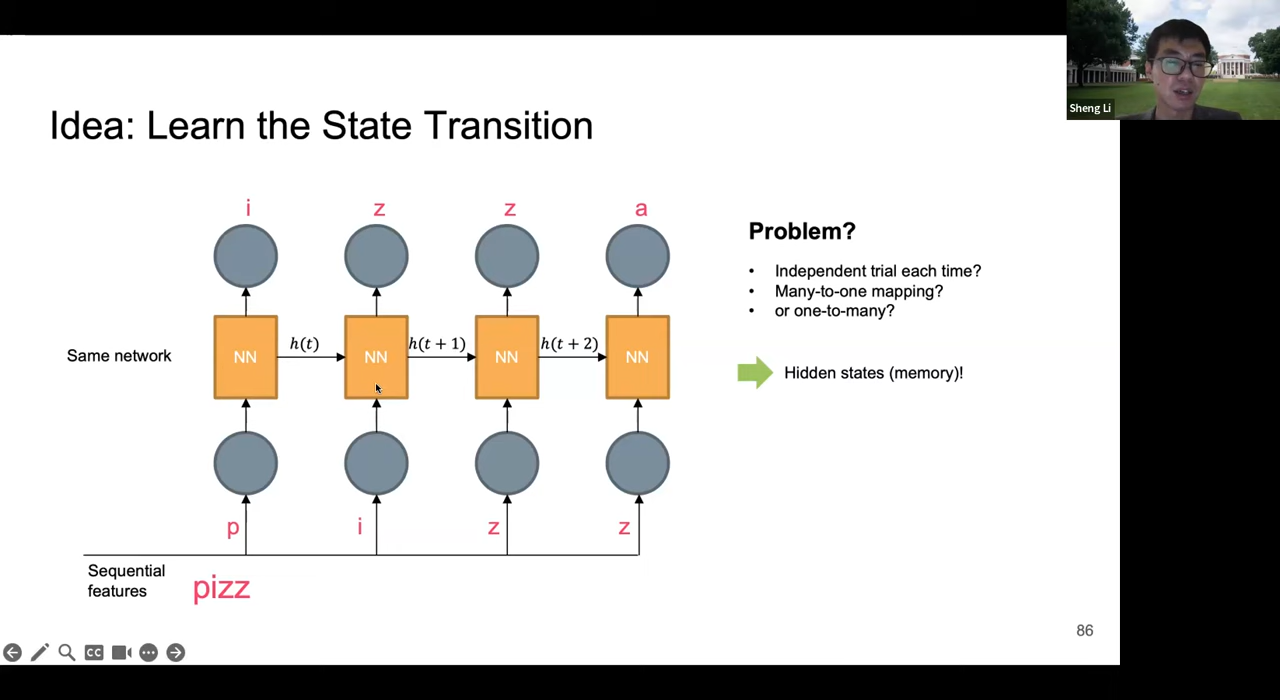 Sheng Li
Idea: Learn the State Transition
i z z a
Problem?
• Independent trial each time?
• Many-to-one mapping?
• or one-to-many?
Same network
NN h(t) NN h(t + 1) NN h(t + 2) NN
Hidden states (memory)!
p i z z
Sequential
features
pizz
86
CC